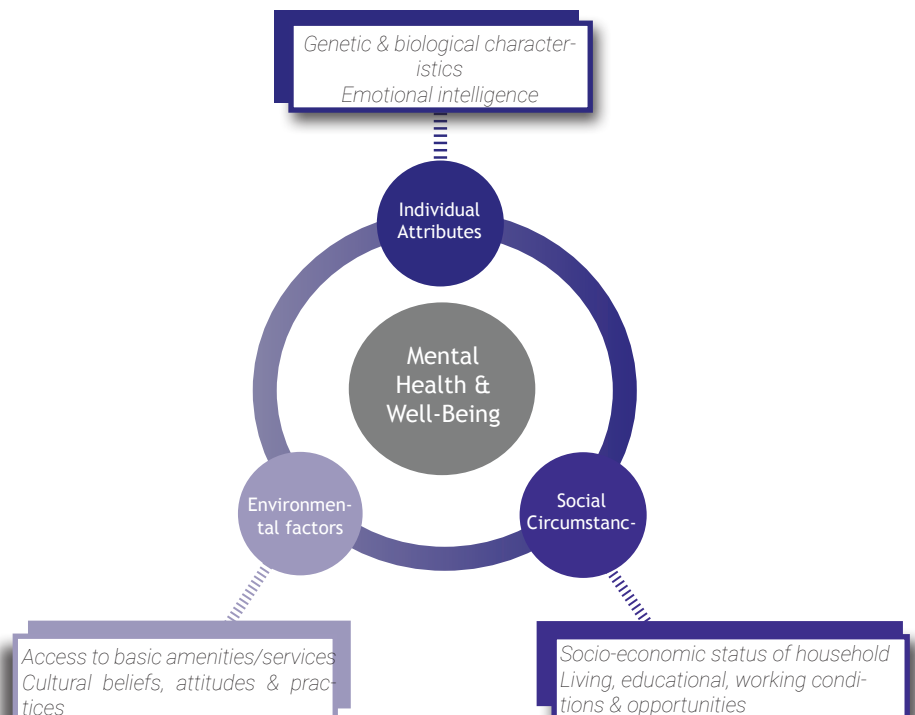 Genetic & biological character-
istics
Emotional intelligence
Individual
Attributes
Mental
Health &
Well-Being
Environmen-
tal factors
Social
Circumstanc-
Access to basic amenities/services
Cultural beliefs, attitudes & prac-
tices
Socio-economic status of household
Living, educational, working condi-
tions & opportunities